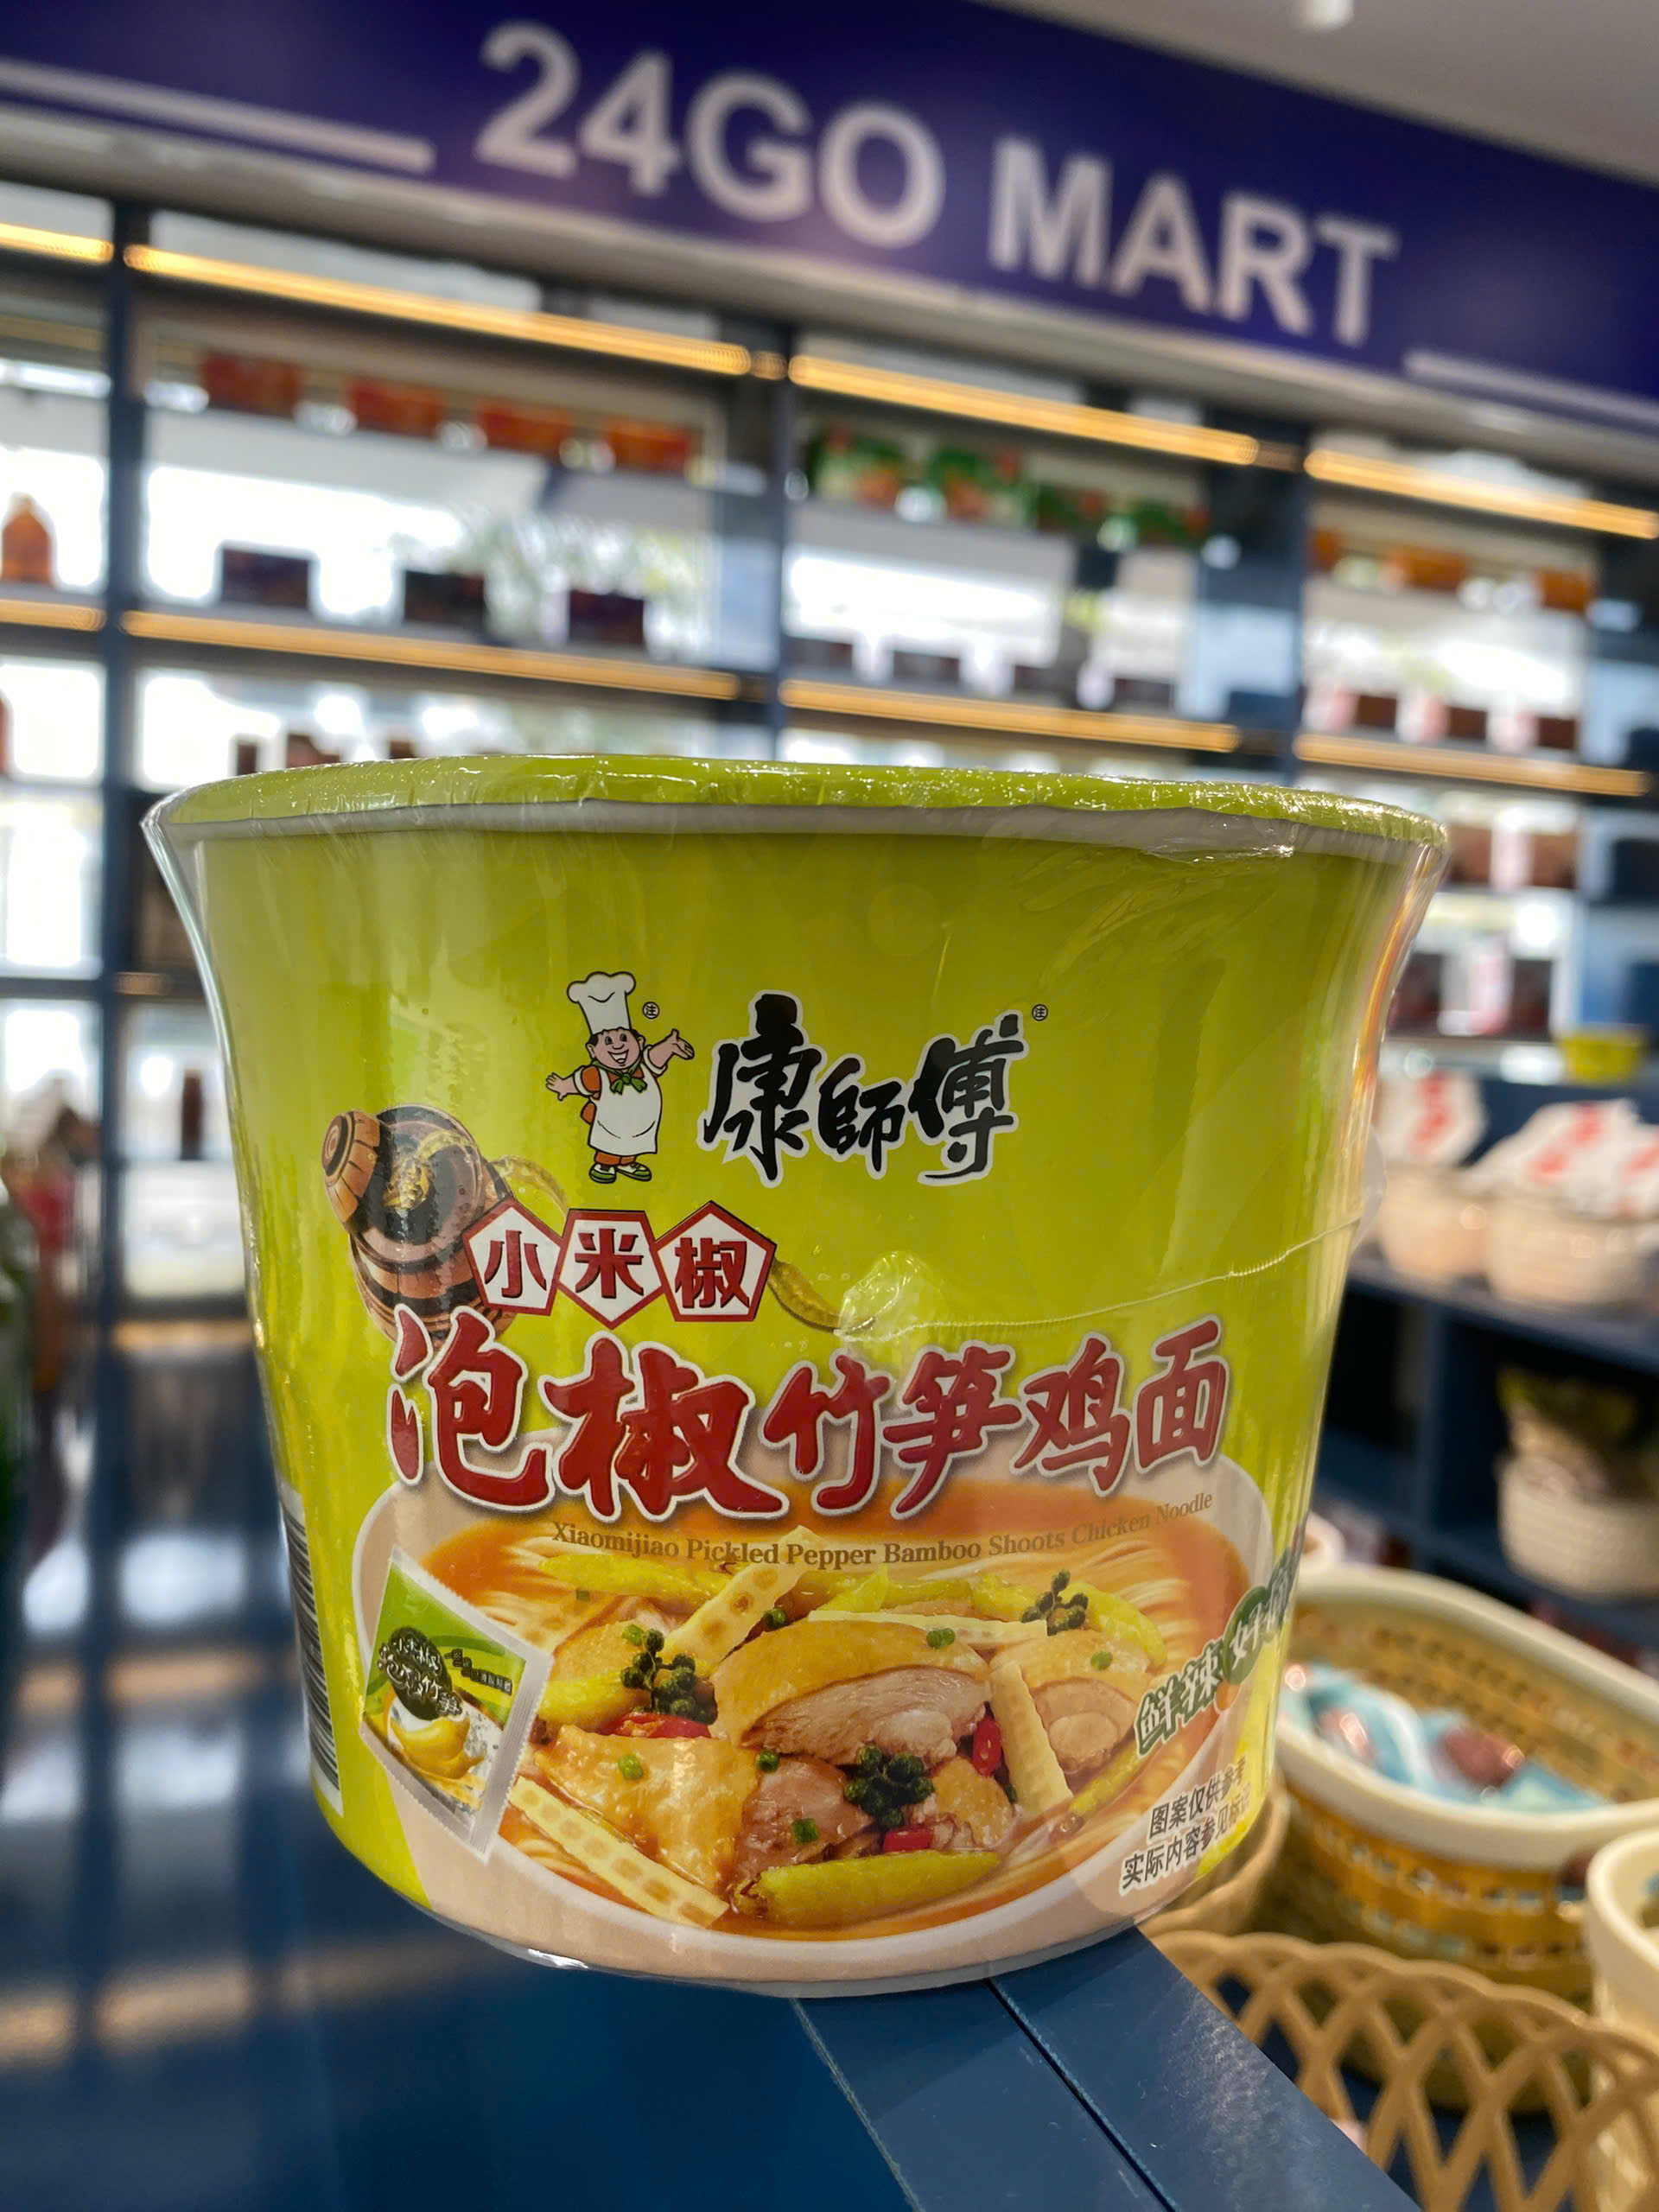 24GO MART
康師傅
小米椒
泡椒竹笋鸡面
Xiaomijiao Pickled Pepper Bamboo Shoots Chicken Noodle
鲜辣
图案仅供参考
实际内容参见标识